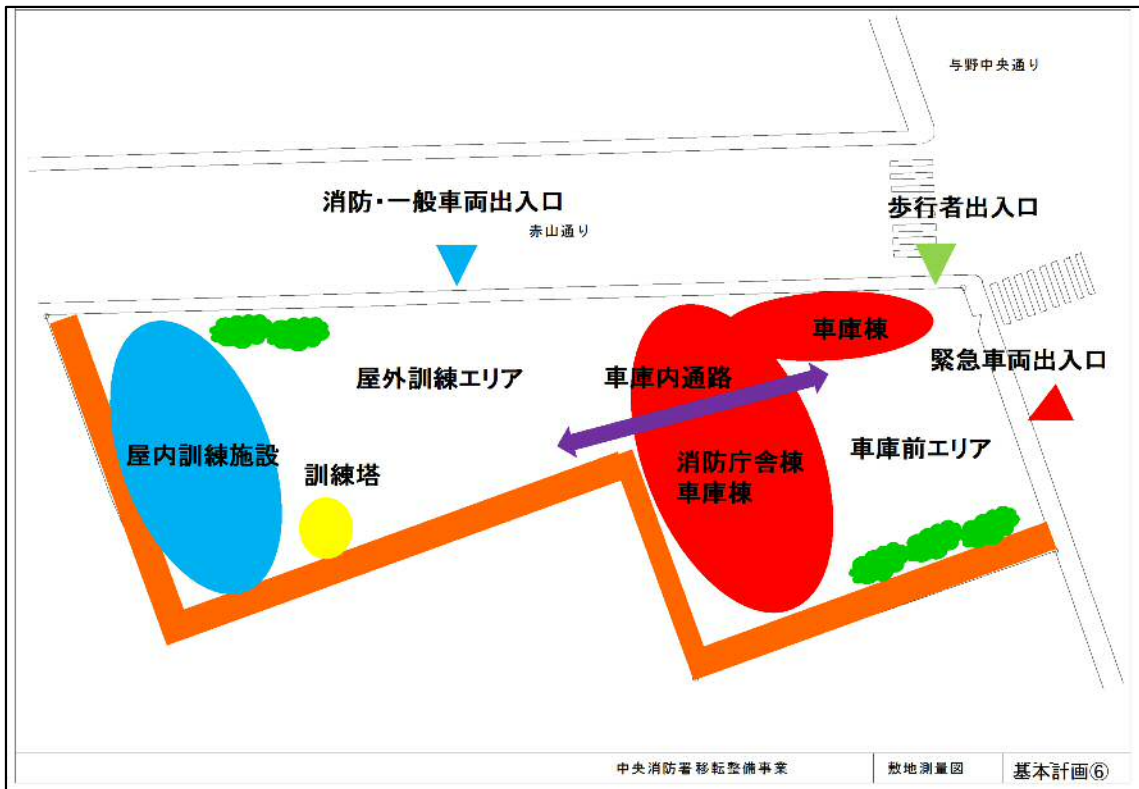 与野中央通り
消防・一般車両出入口
歩行者出入口
赤山通り
車庫棟
緊急車両出入口
屋外訓練エリア
車庫内通路
屋内訓練施設
訓練塔
消防庁舎棟
車庫棟
車庫前エリア
中央消防署移転整備事業
敷地測量図
基本計画⑥